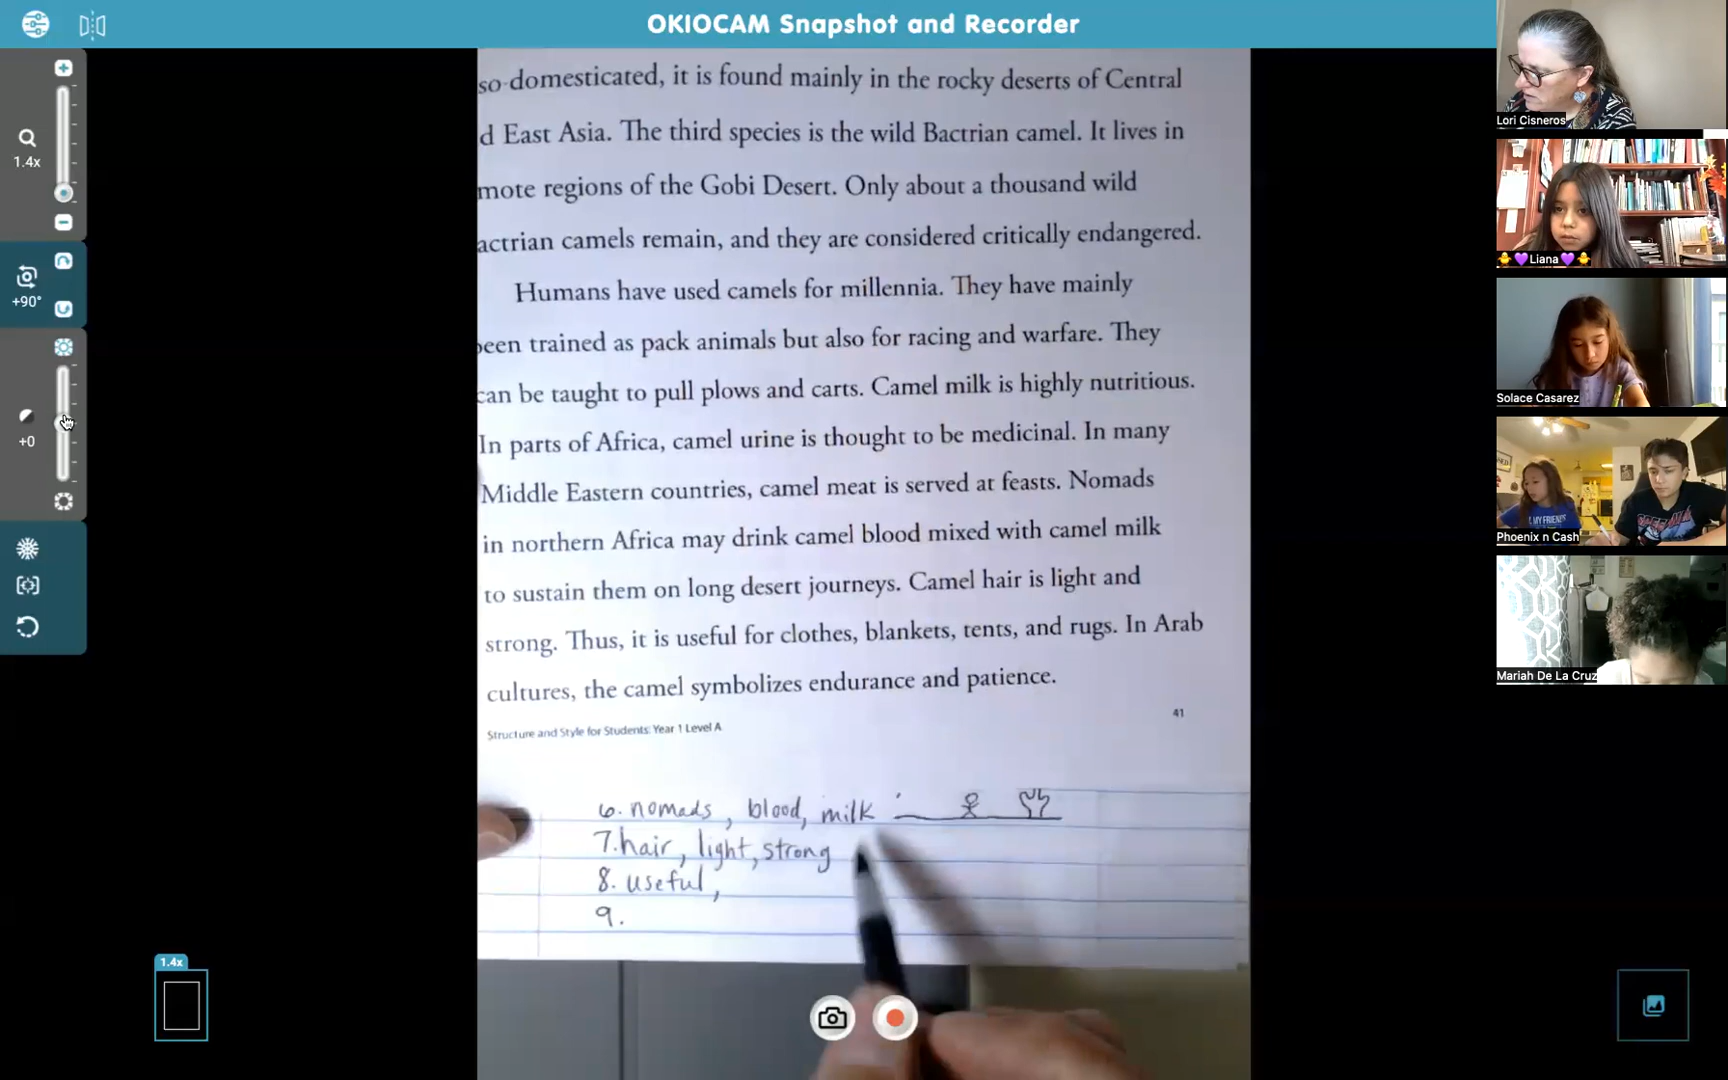 OKIOCAM Snapshot and Recorder
1.4x
+90°
+0
1.4x
so domesticated, it is found mainly in the rocky deserts of Central
d East Asia. The third species is the wild Bactrian camel. It lives in
mote regions of the Gobi Desert. Only about a thousand wild
actrian camels remain, and they are considered critically endangered.
Humans have used camels for millennia. They have mainly
been trained as pack animals but also for racing and warfare. They
can be taught to pull plows and carts. Camel milk is highly nutritious.
In parts of Africa, camel urine is thought to be medicinal. In many
Middle Eastern countries, camel meat is served at feasts. Nomads
in northern Africa may drink camel blood mixed with camel milk
to sustain them on long desert journeys. Camel hair is light and
strong. Thus, it is useful for clothes, blankets, tents, and rugs. In Arab
cultures, the camel symbolizes endurance and patience.
41
Structure and Style for Students: Year 1 Level A
6. nomads, blood, milk
7. hair, light, strong
8. useful,
9.
Lori Cisneros
Liana
Solace Casarez
Phoenix n Cash
Mariah De La Cruz